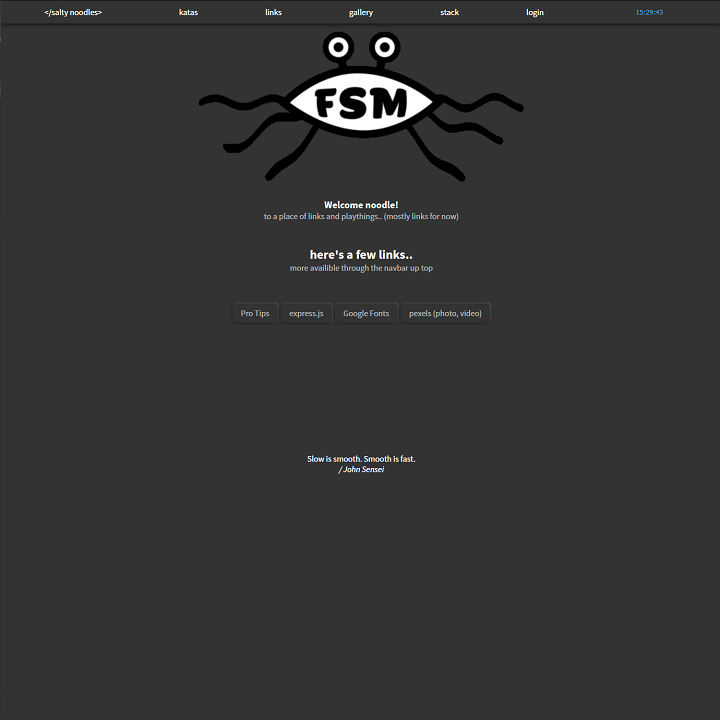 </salty noodles> katas links gallery stack login 15:29:43
FSM
Welcome noodle!
to a place of links and playthings.. (mostly links for now)
here's a few links..
more availible through the navbar up top
Pro Tips express.js Google Fonts pexels (photo, video)
Slow is smooth. Smooth is fast.
/ John Sensei